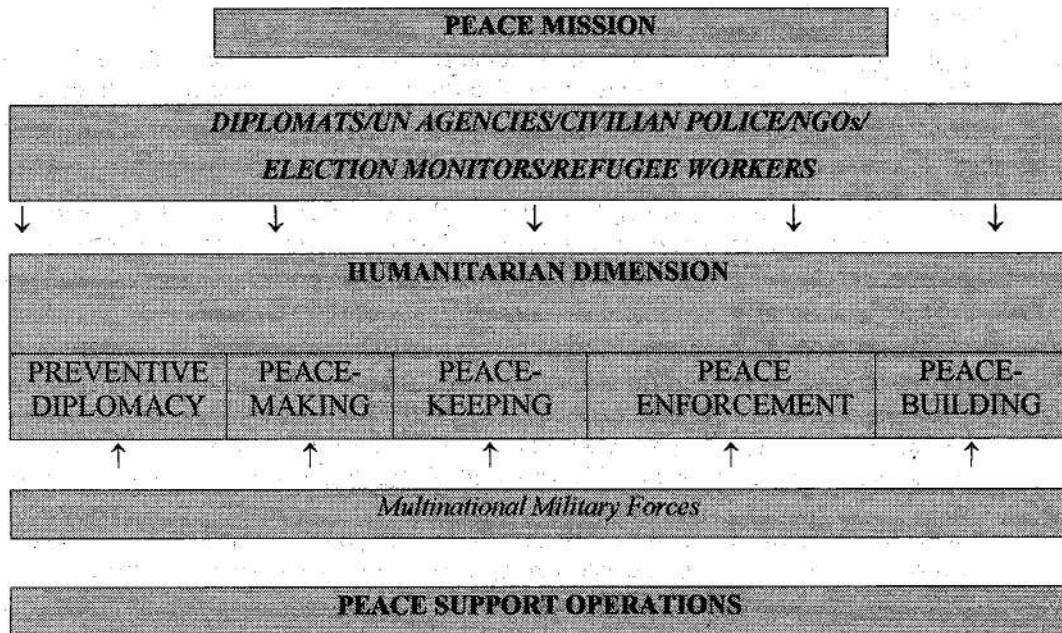 PEACE MISSION
DIPLOMATS/UN AGENCIES/CIVILIAN POLICE/NGOs/
ELECTION MONITORS/REFUGEE WORKERS
↓ ↓ ↓ ↓ ↓
HUMANITARIAN DIMENSION
PREVENTIVE
DIPLOMACY
PEACE-
MAKING
PEACE-
KEEPING
PEACE
ENFORCEMENT
PEACE-
BUILDING
↑ ↑ ↑ ↑ ↑
Multinational Military Forces
PEACE SUPPORT OPERATIONS